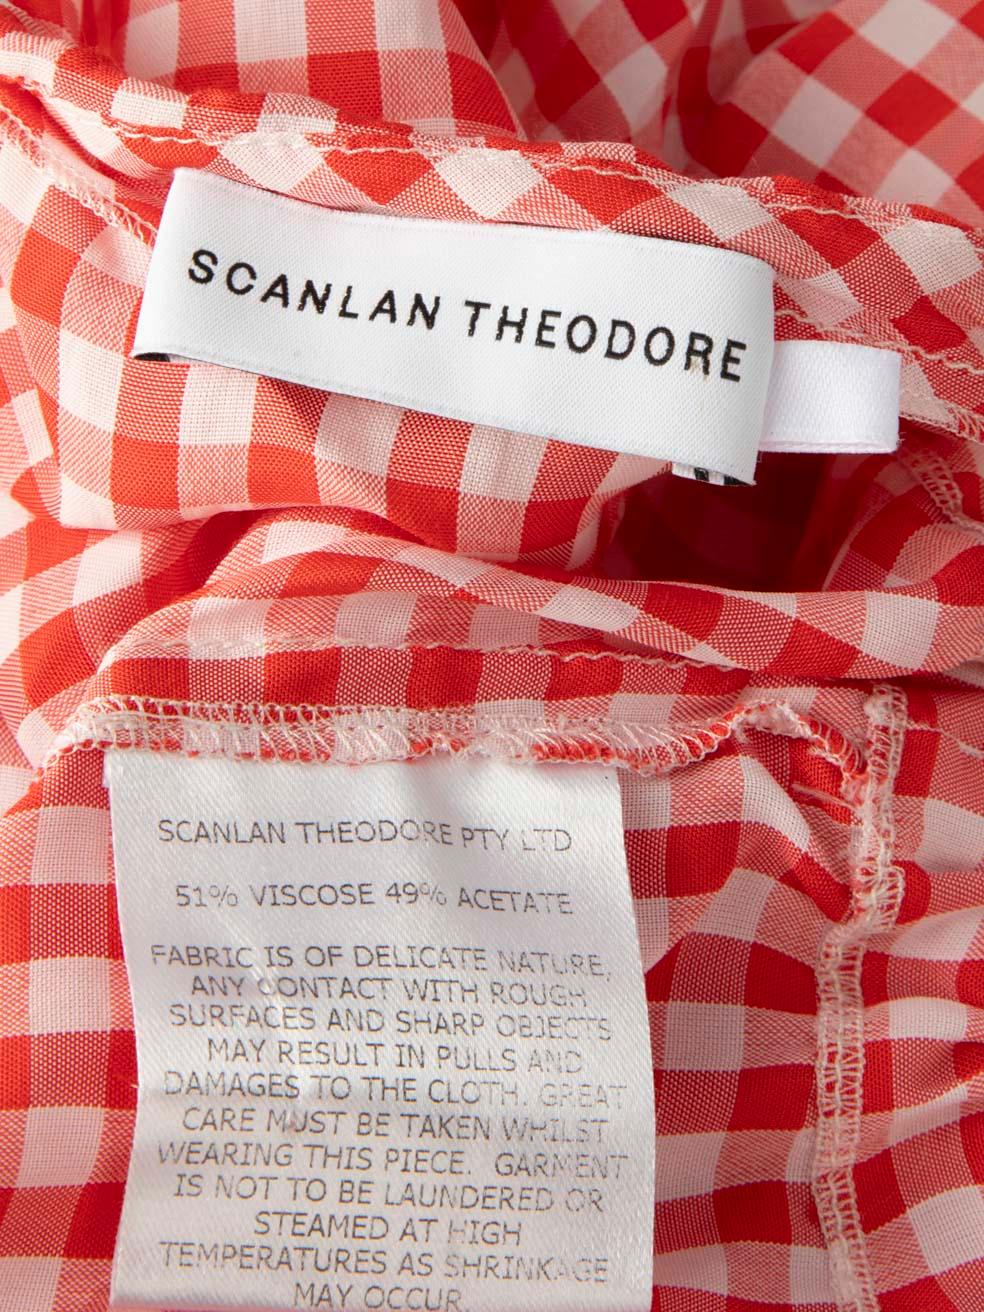 SCANLAN THEODORE
SCANLAN THEODORE PTY LTD
51% VISCOSE 49% ACETATE
FABRIC IS OF DELICATE NATURE,
ANY CONTACT WITH ROUGH
SURFACES AND SHARP OBJECTS
MAY RESULT IN PULLS AND
DAMAGES TO THE CLOTH. GREAT
CARE MUST BE TAKEN WHILST
WEARING THIS PIECE. GARMENT
IS NOT TO BE LAUNDERED OR
STEAMED AT HIGH
TEMPERATURES AS SHRINKAGE
MAY OCCUR.